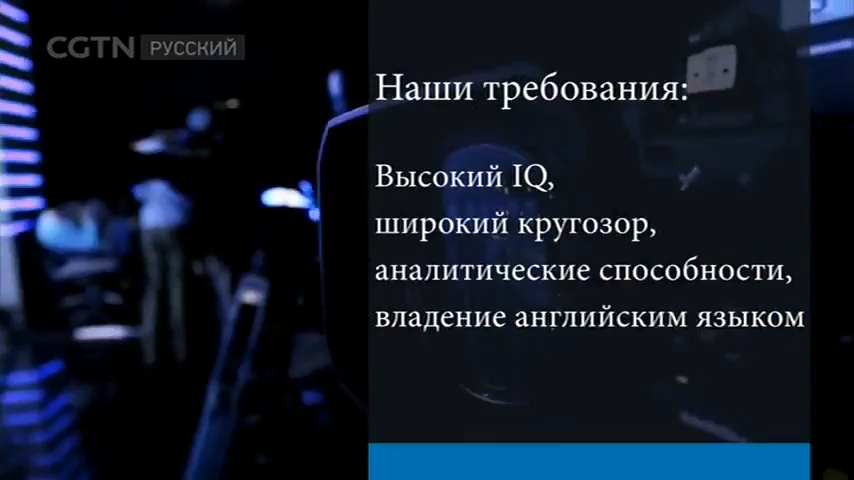 CGTN РУССКИЙ
Наши требования:
Высокий IQ,
широкий кругозор,
аналитические способности,
владение английским языком